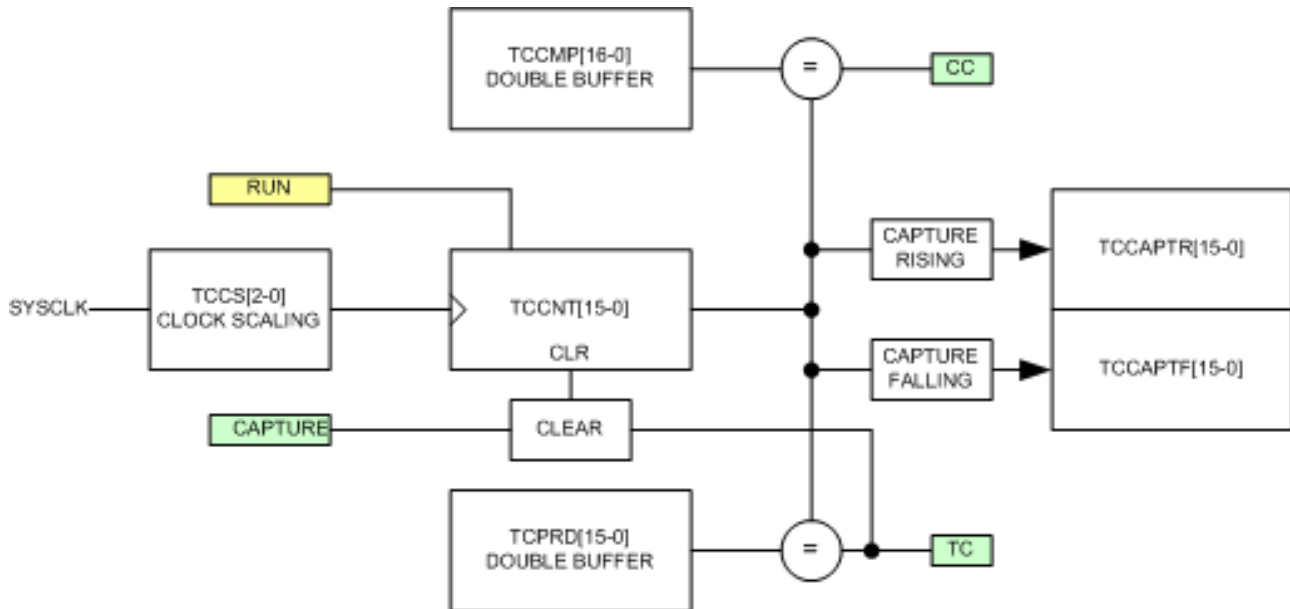 TCCMP[16-0]
DOUBLE BUFFER
=
CC
RUN
CAPTURE
RISING
TCCAPTR[15-0]
SYSCLK
TCCS[2-0]
CLOCK SCALING
TCCNT[15-0]
CLR
CAPTURE
FALLING
TCCAPTF[15-0]
CAPTURE
CLEAR
TCPRD[15-0]
DOUBLE BUFFER
=
TC